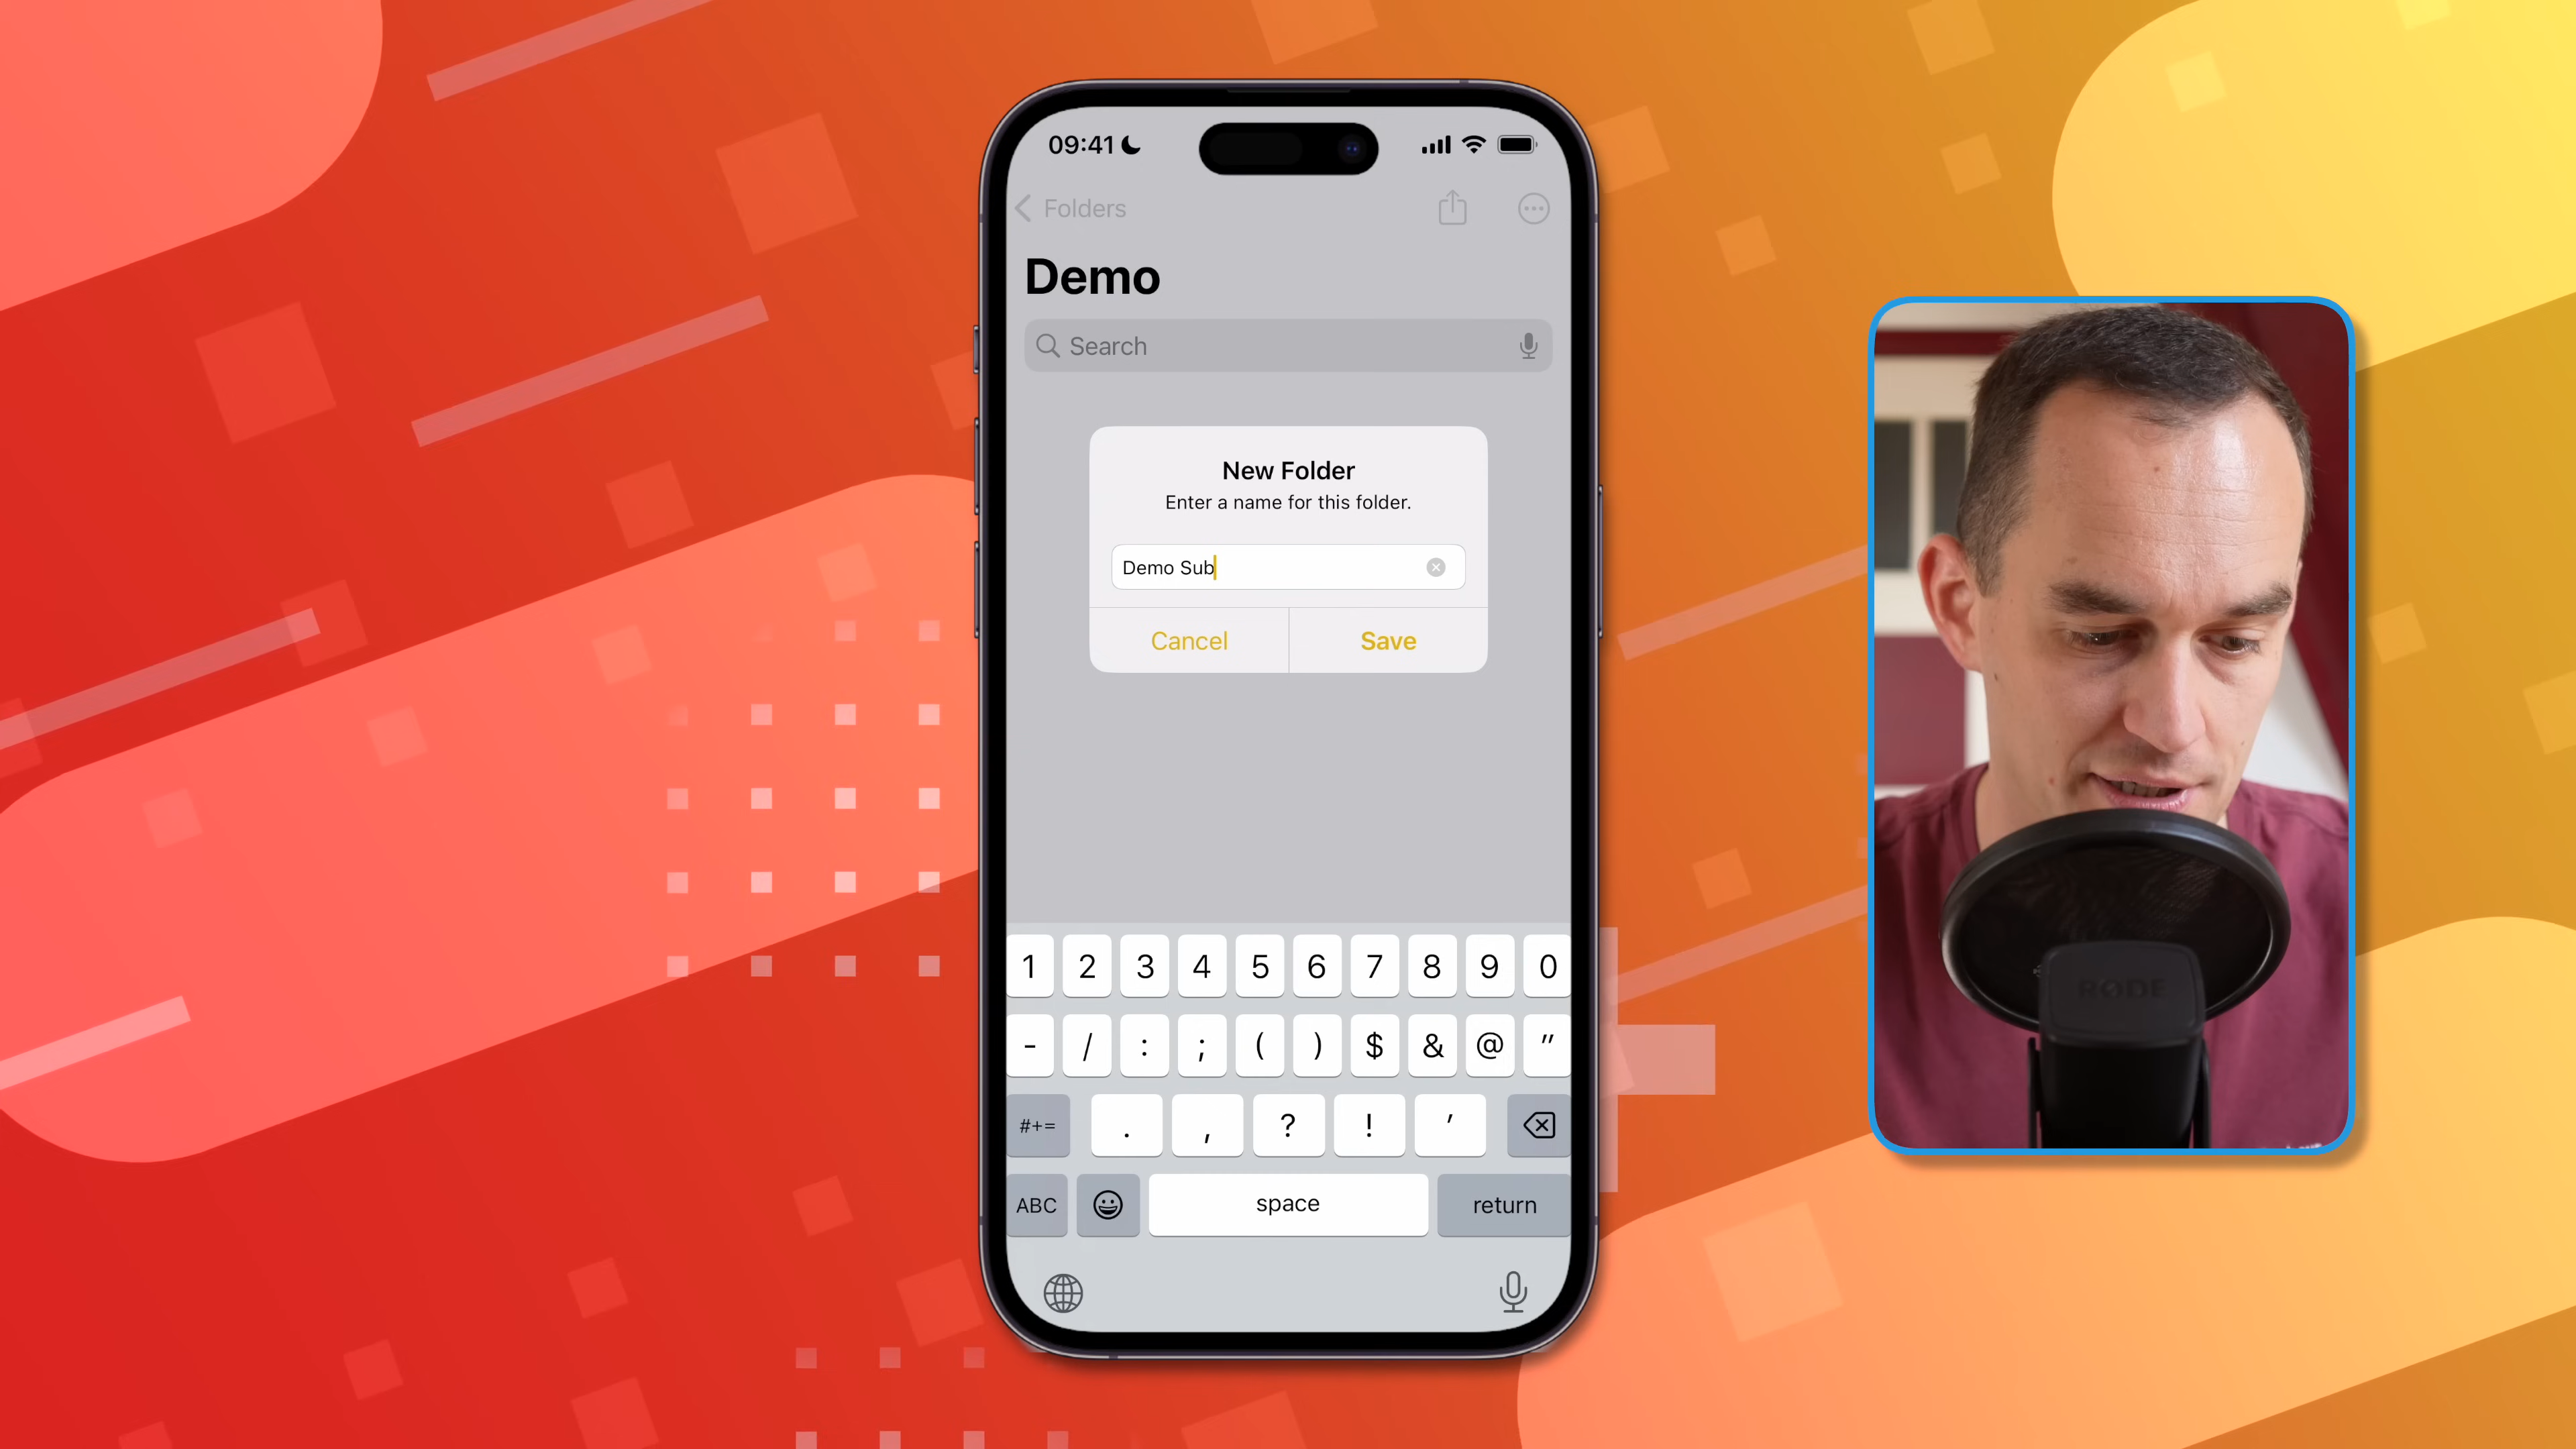 09:41
Folders
Demo
Search
New Folder
Enter a name for this folder.
Demo Sub
Cancel
Save
1 2 3 4 5 6 7 8 9 0
- / : ; ( ) $ & @ "
#+= . , ? ! '
ABC space return
RØDE